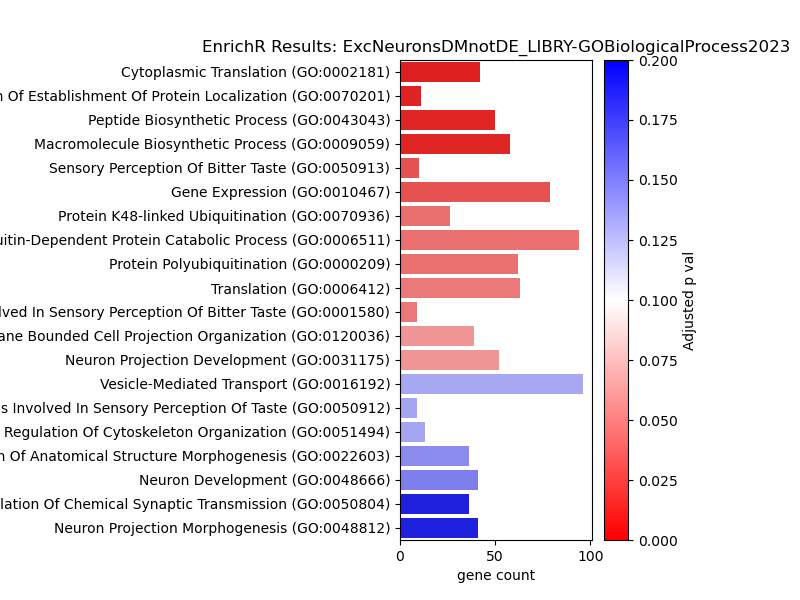 EnrichR Results: ExcNeuronsDMnotDE_LIBRY-GOBiologicalProcess2023
Cytoplasmic Translation (GO:0002181)
Of Establishment Of Protein Localization (GO:0070201)
Peptide Biosynthetic Process (GO:0043043)
Macromolecule Biosynthetic Process (GO:0009059)
Sensory Perception Of Bitter Taste (GO:0050913)
Gene Expression (GO:0010467)
Protein K48-linked Ubiquitination (GO:0070936)
uitin-Dependent Protein Catabolic Process (GO:0006511)
Protein Polyubiquitination (GO:0000209)
Translation (GO:0006412)
lved In Sensory Perception Of Bitter Taste (GO:0001580)
ane Bounded Cell Projection Organization (GO:0120036)
Neuron Projection Development (GO:0031175)
Vesicle-Mediated Transport (GO:0016192)
s Involved In Sensory Perception Of Taste (GO:0050912)
Regulation Of Cytoskeleton Organization (GO:0051494)
n Of Anatomical Structure Morphogenesis (GO:0022603)
Neuron Development (GO:0048666)
lation Of Chemical Synaptic Transmission (GO:0050804)
Neuron Projection Morphogenesis (GO:0048812)
0 50 100
gene count
0.200
0.175
0.150
0.125
0.100
0.075
0.050
0.025
0.000
Adjusted p val